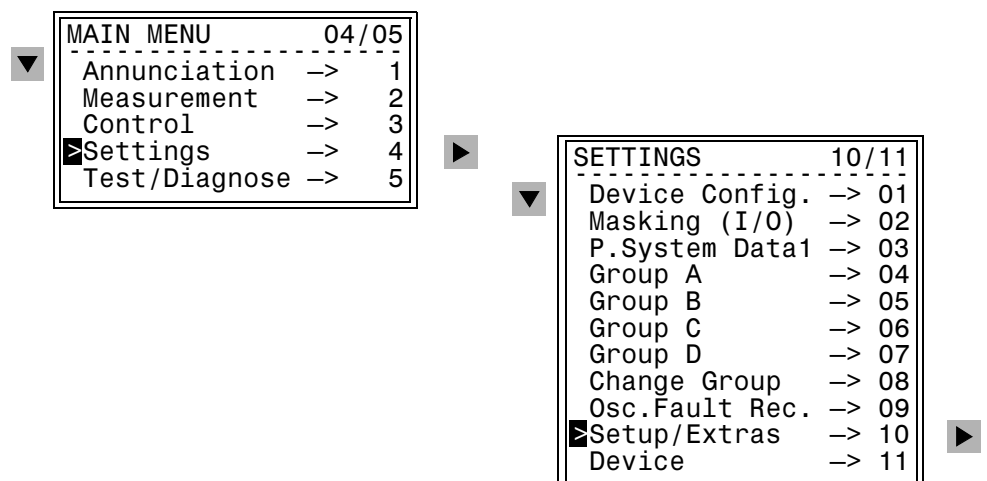 MAIN MENU 04/05
--------------------
Annunciation –> 1
Measurement –> 2
Control –> 3
>Settings –> 4
Test/Diagnose –> 5
SETTINGS 10/11
--------------------
Device Config. –> 01
Masking (I/O) –> 02
P.System Data1 –> 03
Group A –> 04
Group B –> 05
Group C –> 06
Group D –> 07
Change Group –> 08
Osc.Fault Rec. –> 09
>Setup/Extras –> 10
Device –> 11